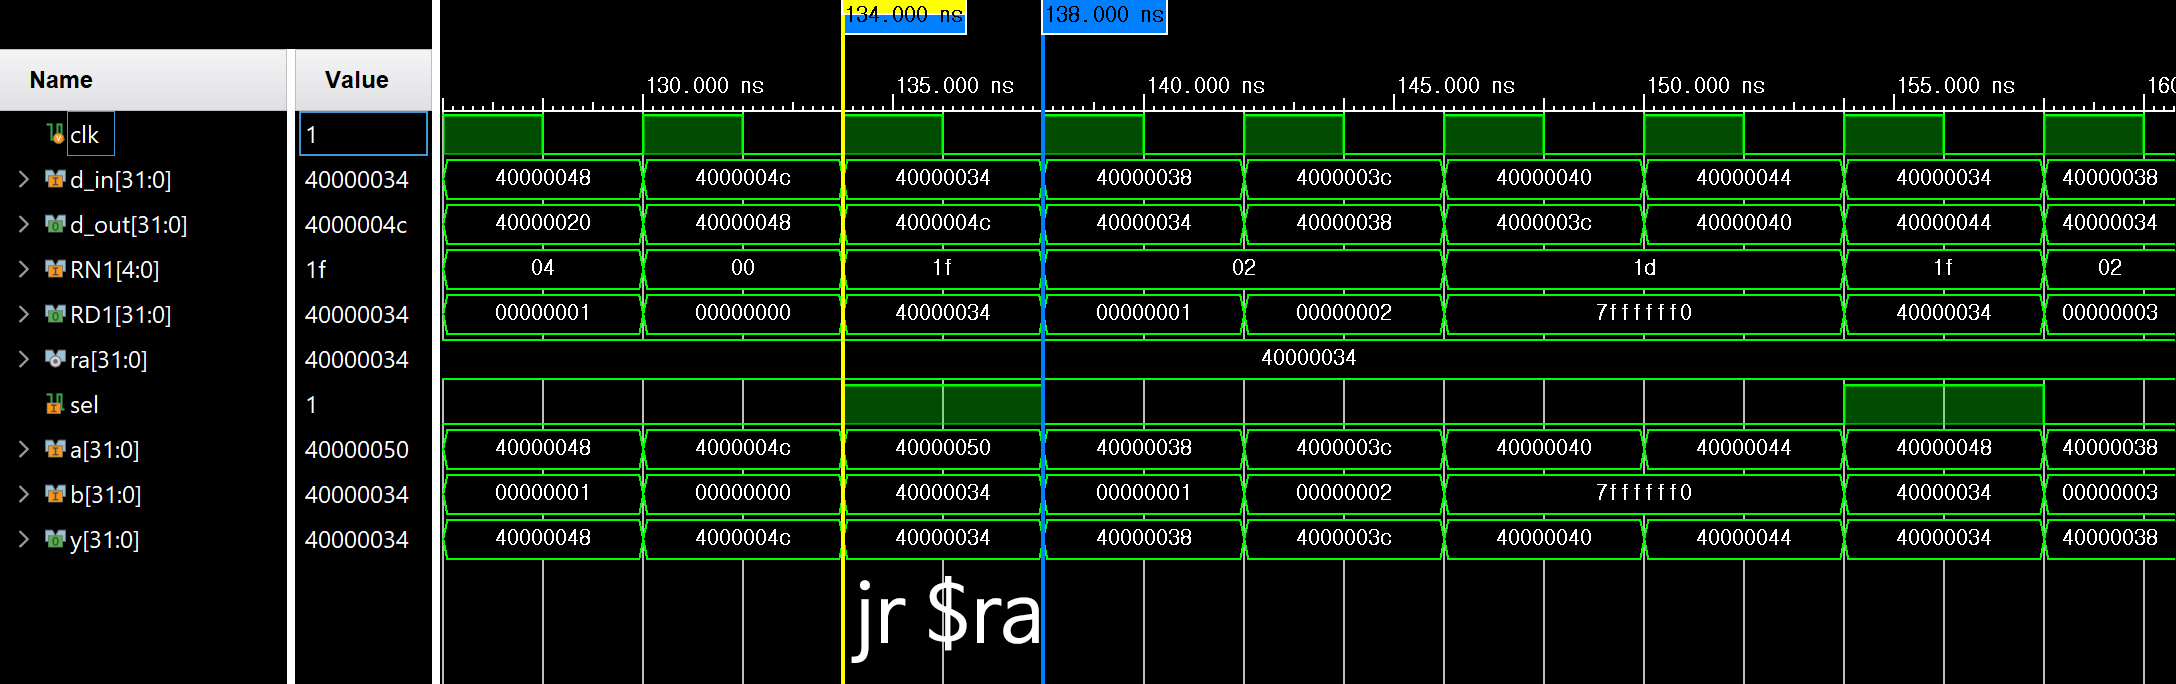 134.000 ns 138.000 ns
Name Value 130.000 ns 135.000 ns 140.000 ns 145.000 ns 150.000 ns 155.000 ns 160
clk 1
d_in[31:0] 40000034 40000048 4000004c 40000034 40000038 4000003c 40000040 40000044 40000034 40000038
d_out[31:0] 4000004c 40000020 40000048 4000004c 40000034 40000038 4000003c 40000040 40000044 40000034
RN1[4:0] 1f 04 00 1f 02 1d 1f 02
RD1[31:0] 40000034 00000001 00000000 40000034 00000001 00000002 7ffffff0 40000034 00000003
ra[31:0] 40000034 40000034
sel 1
a[31:0] 40000050 40000048 4000004c 40000050 40000038 4000003c 40000040 40000044 40000048 40000038
b[31:0] 40000034 00000001 00000000 40000034 00000001 00000002 7ffffff0 40000034 00000003
y[31:0] 40000034 40000048 4000004c 40000034 40000038 4000003c 40000040 40000044 40000034 40000038
jr $ra